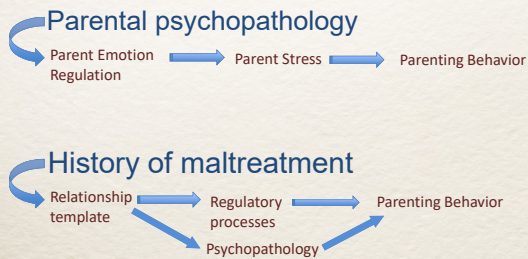 Parental psychopathology
Parent Emotion
Regulation
Parent Stress
Parenting Behavior
History of maltreatment
Relationship
template
Regulatory
processes
Parenting Behavior
Psychopathology